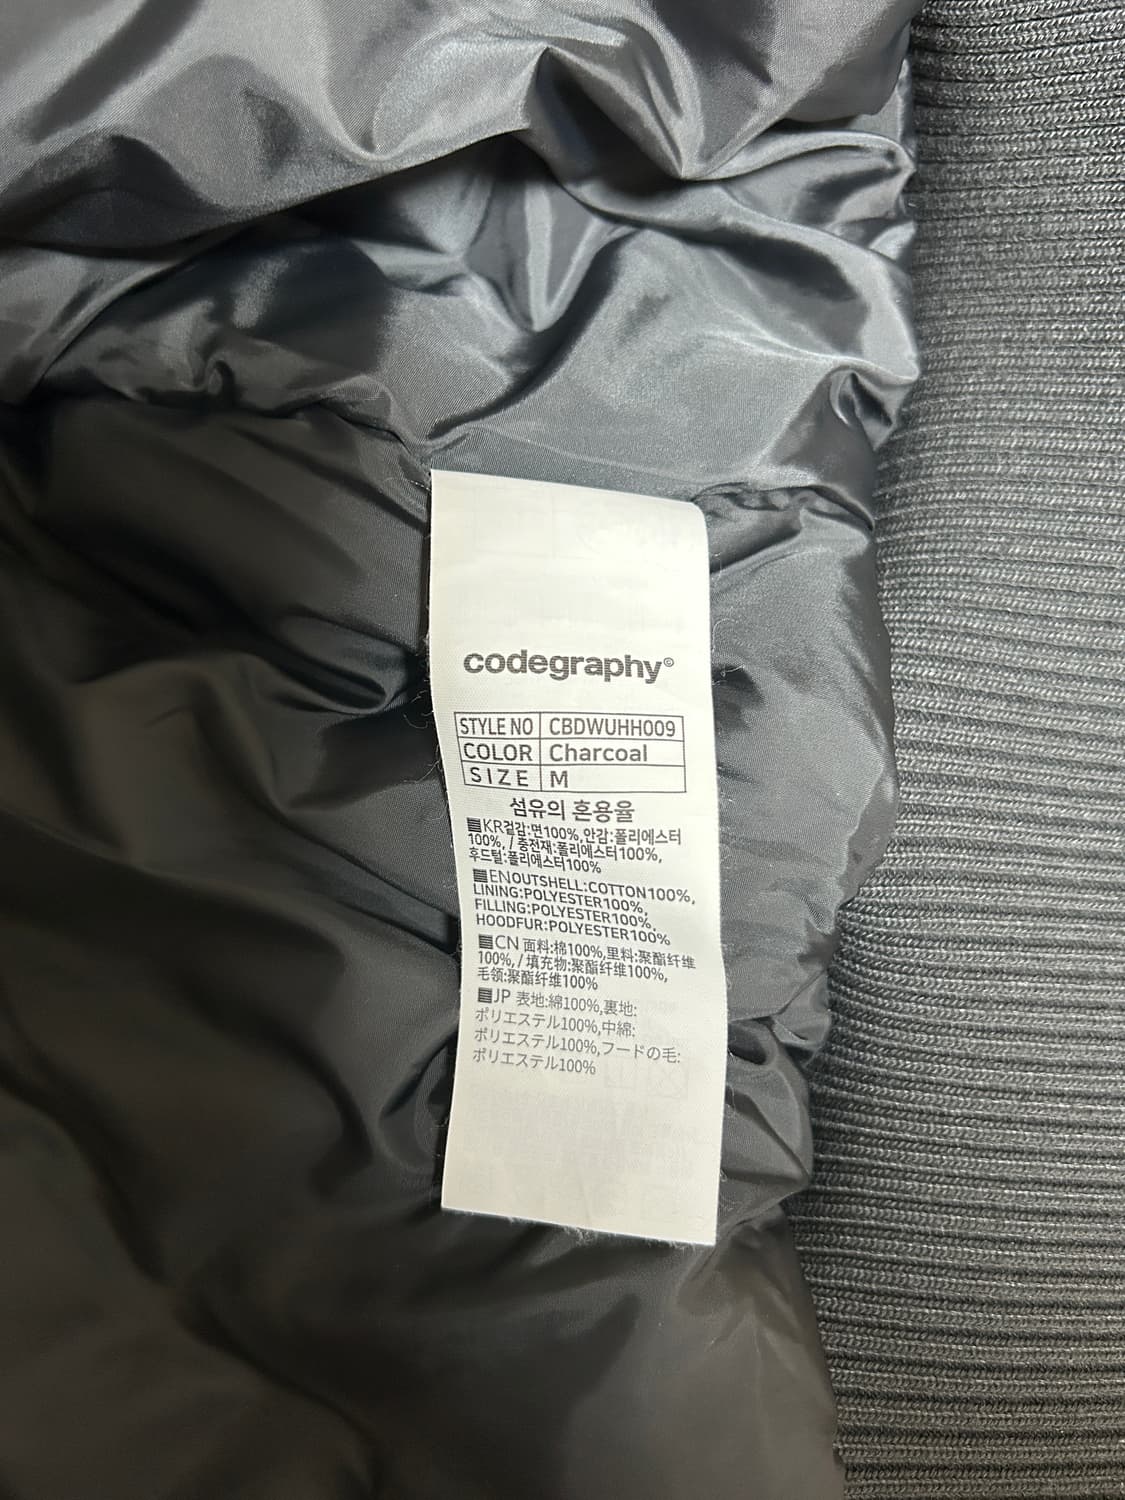 codegraphy©
STYLE NO CBDWUHH009
COLOR Charcoal
SIZE M
섬유의 혼용율
▤KR겉감:면100%,안감:폴리에스터
100%, / 충전재:폴리에스터100%,
후드털:폴리에스터100%
▤ENOUTSHELL:COTTON100%,
LINING:POLYESTER100%,
FILLING:POLYESTER100%,
HOODFUR:POLYESTER100%
▤CN 面料:棉100%,里料:聚酯纤维
100%, / 填充物:聚酯纤维100%,
毛领:聚酯纤维100%
▤JP 表地:綿100%,裏地:
ポリエステル100%,中綿:
ポリエステル100%,フードの毛:
ポリエステル100%